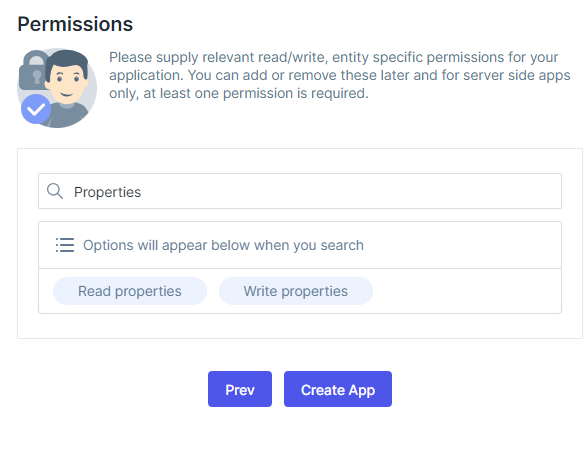 Permissions
Please supply relevant read/write, entity specific permissions for your
application. You can add or remove these later and for server side apps
only, at least one permission is required.
Properties
Options will appear below when you search
Read properties Write properties
Prev Create App